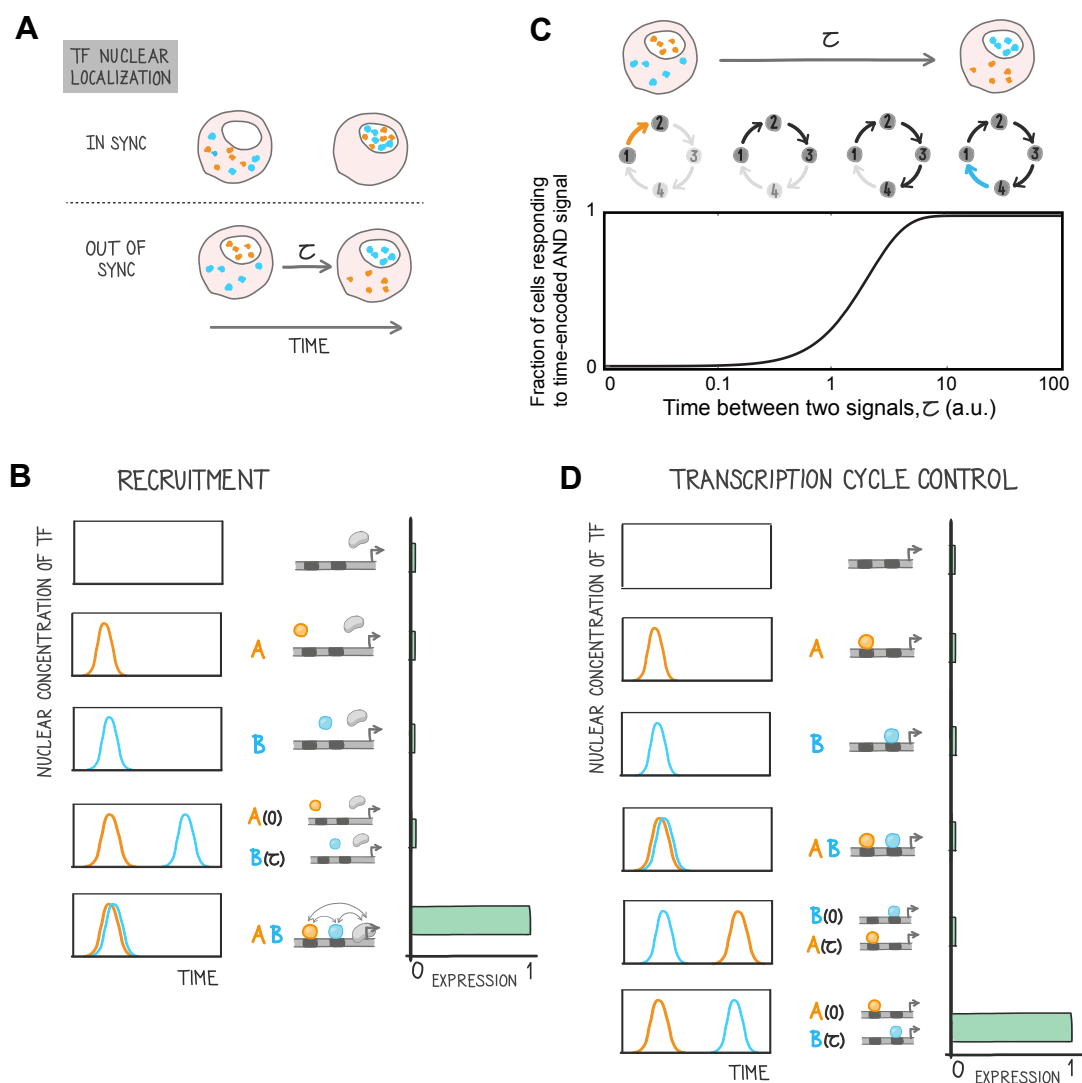 A
TF NUCLEAR
LOCALIZATION
IN SYNC
OUT OF
SYNC
τ
TIME
C
τ
2
1
3
4
2
1
3
4
2
1
3
4
2
1
3
4
Fraction of cells responding
to time-encoded AND signal
1
0
0 0.1 1 10 100
Time between two signals,τ (a.u.)
B
RECRUITMENT
NUCLEAR CONCENTRATION OF TF
A
B
A(0)
B(τ)
A B
TIME
0 EXPRESSION 1
D
TRANSCRIPTION CYCLE CONTROL
NUCLEAR CONCENTRATION OF TF
A
B
A B
B(0)
A(τ)
A(0)
B(τ)
TIME
0 EXPRESSION 1